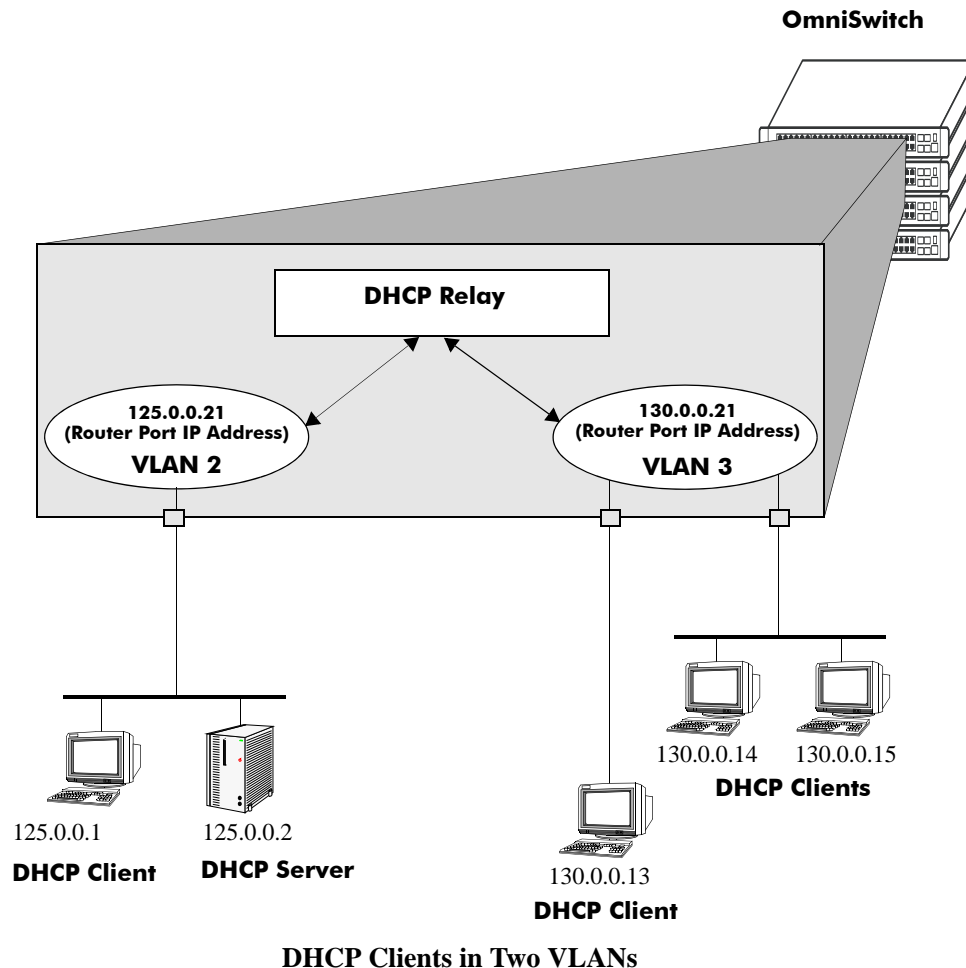 OmniSwitch
DHCP Relay
125.0.0.21
(Router Port IP Address)
VLAN 2
130.0.0.21
(Router Port IP Address)
VLAN 3
130.0.0.14
130.0.0.15
DHCP Clients
125.0.0.1
DHCP Client
125.0.0.2
DHCP Server
130.0.0.13
DHCP Client
DHCP Clients in Two VLANs